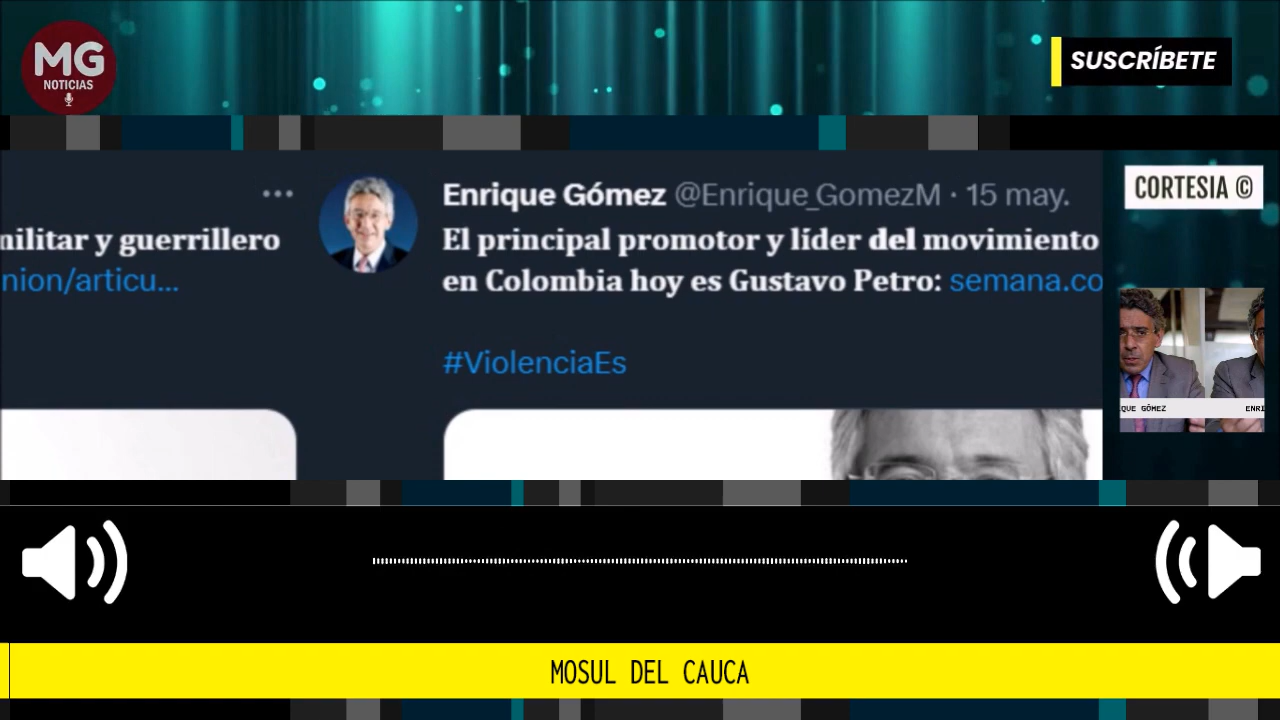 MG
NOTICIAS
SUSCRÍBETE
militar y guerrillero
nion/articu...
Enrique Gómez @Enrique_GomezM · 15 may.
El principal promotor y líder del movimiento
en Colombia hoy es Gustavo Petro: semana.co
#ViolenciaEs
CORTESIA ©
QUE GÓMEZ ENRI
MOSUL DEL CAUCA